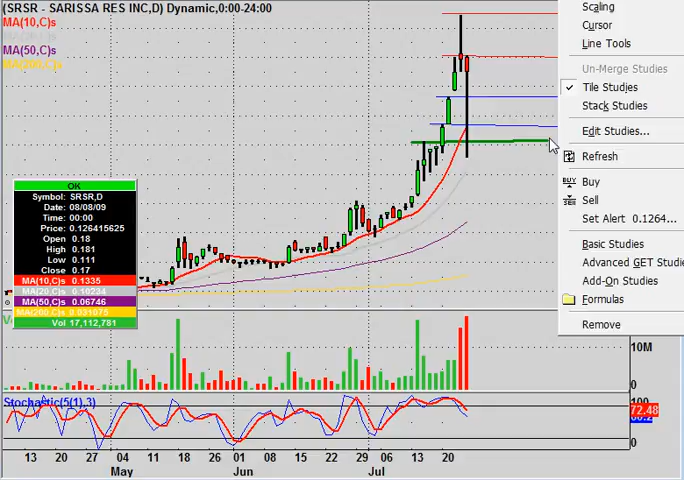 (SRSR - SARISSA RES INC,D) Dynamic,0:00-24:00
MA(10,C)s
MA(20,C)s
MA(50,C)s
MA(200,C)s
Scaling
Cursor
Line Tools
Un-Merge Studies
Tile Studies
Stack Studies
Edit Studies...
Refresh
Buy
Sell
Set Alert 0.1264...
Basic Studies
Advanced GET Studie
Add-On Studies
Formulas
Remove
OK
Symbol: SRSR,D
Date: 08/08/09
Time: 00:00
Price: 0.126415625
Open 0.18
High 0.181
Low 0.111
Close 0.17
MA(10,C)s 0.1335
MA(20,C)s 0.10234
MA(50,C)s 0.06746
MA(200,C)s 0.031075
Vol 17,112,781
10M
0
Stochastic(5(1),3)
100
72.48
0
13 20 27 04 11 18 26 01 08 15 22 29 06 13 20
May Jun Jul